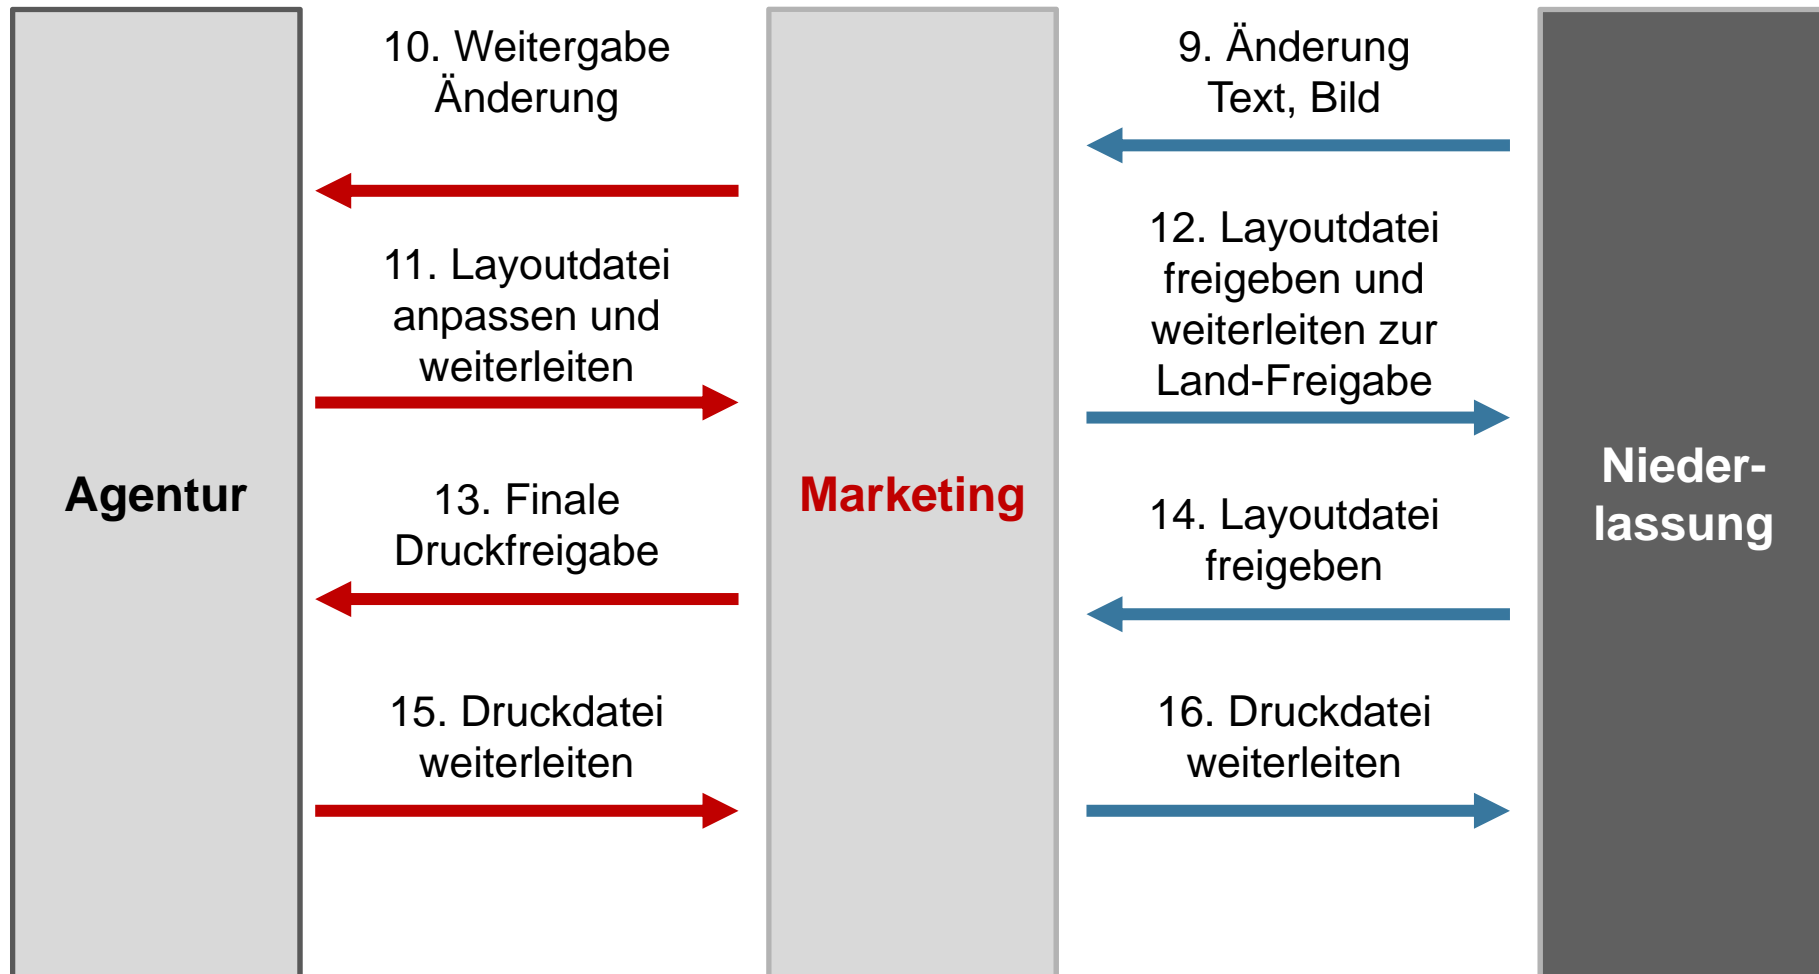 10. Weitergabe
Änderung
9. Änderung
Text, Bild
11. Layoutdatei
anpassen und
weiterleiten
12. Layoutdatei
freigeben und
weiterleiten zur
Land-Freigabe
Agentur
13. Finale
Druckfreigabe
Marketing
14. Layoutdatei
freigeben
Nieder-
lassung
15. Druckdatei
weiterleiten
16. Druckdatei
weiterleiten